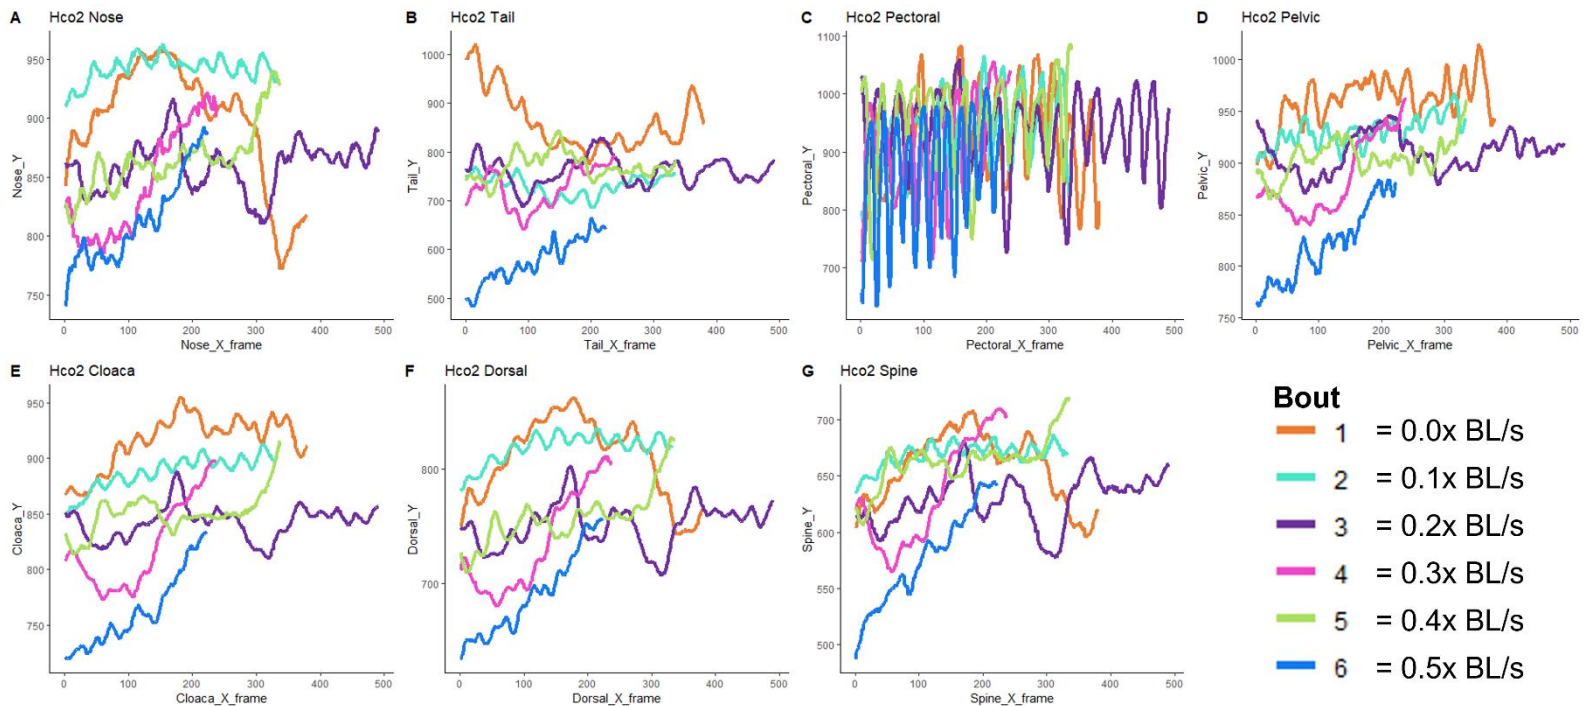 A Hco2 Nose
B Hco2 Tail
C Hco2 Pectoral
D Hco2 Pelvic
Nose_Y
950
900
850
800
750
0 100 200 300 400 500
Nose_X_frame
Tail_Y
1000
900
800
700
600
500
0 100 200 300 400 500
Tail_X_frame
Pectoral_Y
1100
1000
900
800
700
0 100 200 300 400 500
Pectoral_X_frame
Pelvic_Y
1000
950
900
850
800
750
0 100 200 300 400 500
Pelvic_X_frame
E Hco2 Cloaca
F Hco2 Dorsal
G Hco2 Spine
Cloaca_Y
950
900
850
800
750
0 100 200 300 400 500
Cloaca_X_frame
Dorsal_Y
800
700
0 100 200 300 400 500
Dorsal_X_frame
Spine_Y
700
650
600
550
500
0 100 200 300 400 500
Spine_X_frame
Bout
1 = 0.0x BL/s
2 = 0.1x BL/s
3 = 0.2x BL/s
4 = 0.3x BL/s
5 = 0.4x BL/s
6 = 0.5x BL/s